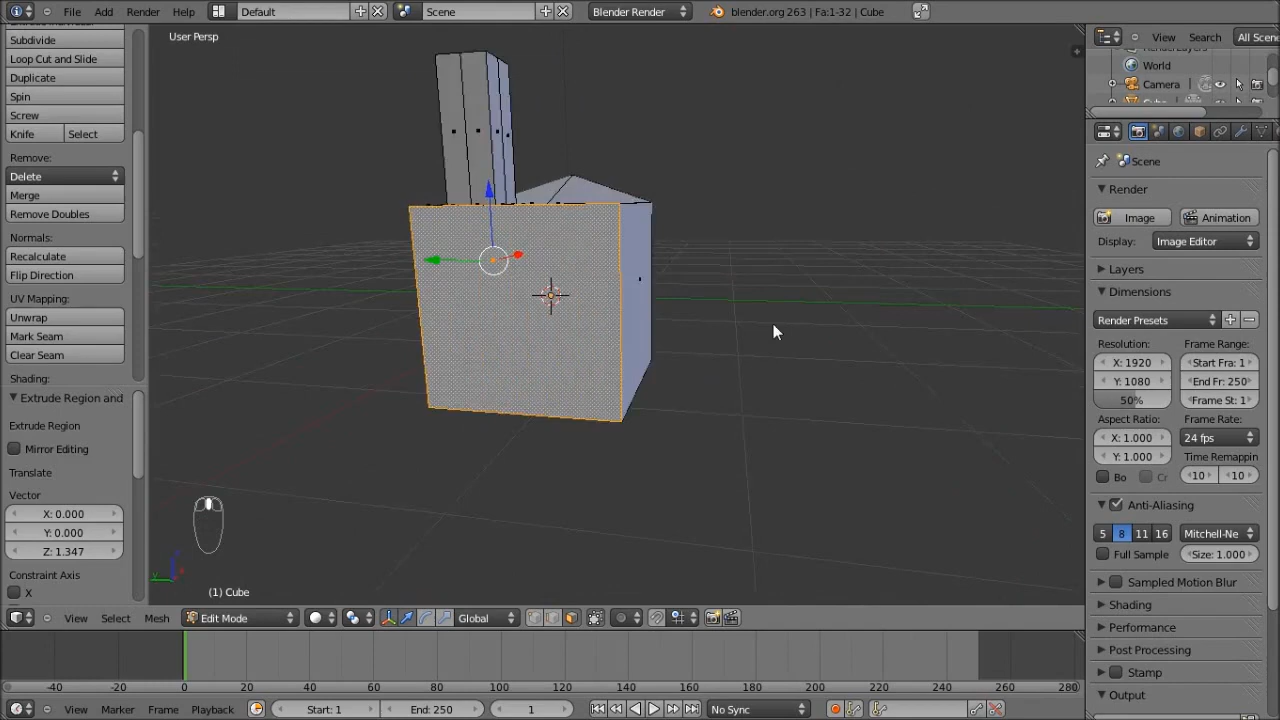 File Add Render Help Default Scene Blender Render blender.org 263 | Fa:1-32 | Cube
Subdivide
Loop Cut and Slide
Duplicate
Spin
Screw
Knife Select
Remove:
Delete
Merge
Remove Doubles
Normals:
Recalculate
Flip Direction
UV Mapping:
Unwrap
Mark Seam
Clear Seam
Shading:
Extrude Region and
Extrude Region
Mirror Editing
Translate
Vector
X: 0.000
Y: 0.000
Z: 1.347
Constraint Axis
X
User Persp
(1) Cube
View Select Mesh Edit Mode Global
-40 -20 0 20 40 60 80 100 120 140 160 180 200 220 240 260 280
View Marker Frame Playback Start: 1 End: 250 1 No Sync
View Search All Scene
World
Camera
Scene
Render
Image Animation
Display: Image Editor
Layers
Dimensions
Render Presets
Resolution: Frame Range:
X: 1920 Start Fra: 1
Y: 1080 End Fr: 250
50% Frame St: 1
Aspect Ratio: Frame Rate:
X: 1.000 24 fps
Y: 1.000 Time Remappin
Bo Cr 10 10
Anti-Aliasing
5 8 11 16 Mitchell-Ne
Full Sample Size: 1.000
Sampled Motion Blur
Shading
Performance
Post Processing
Stamp
Output